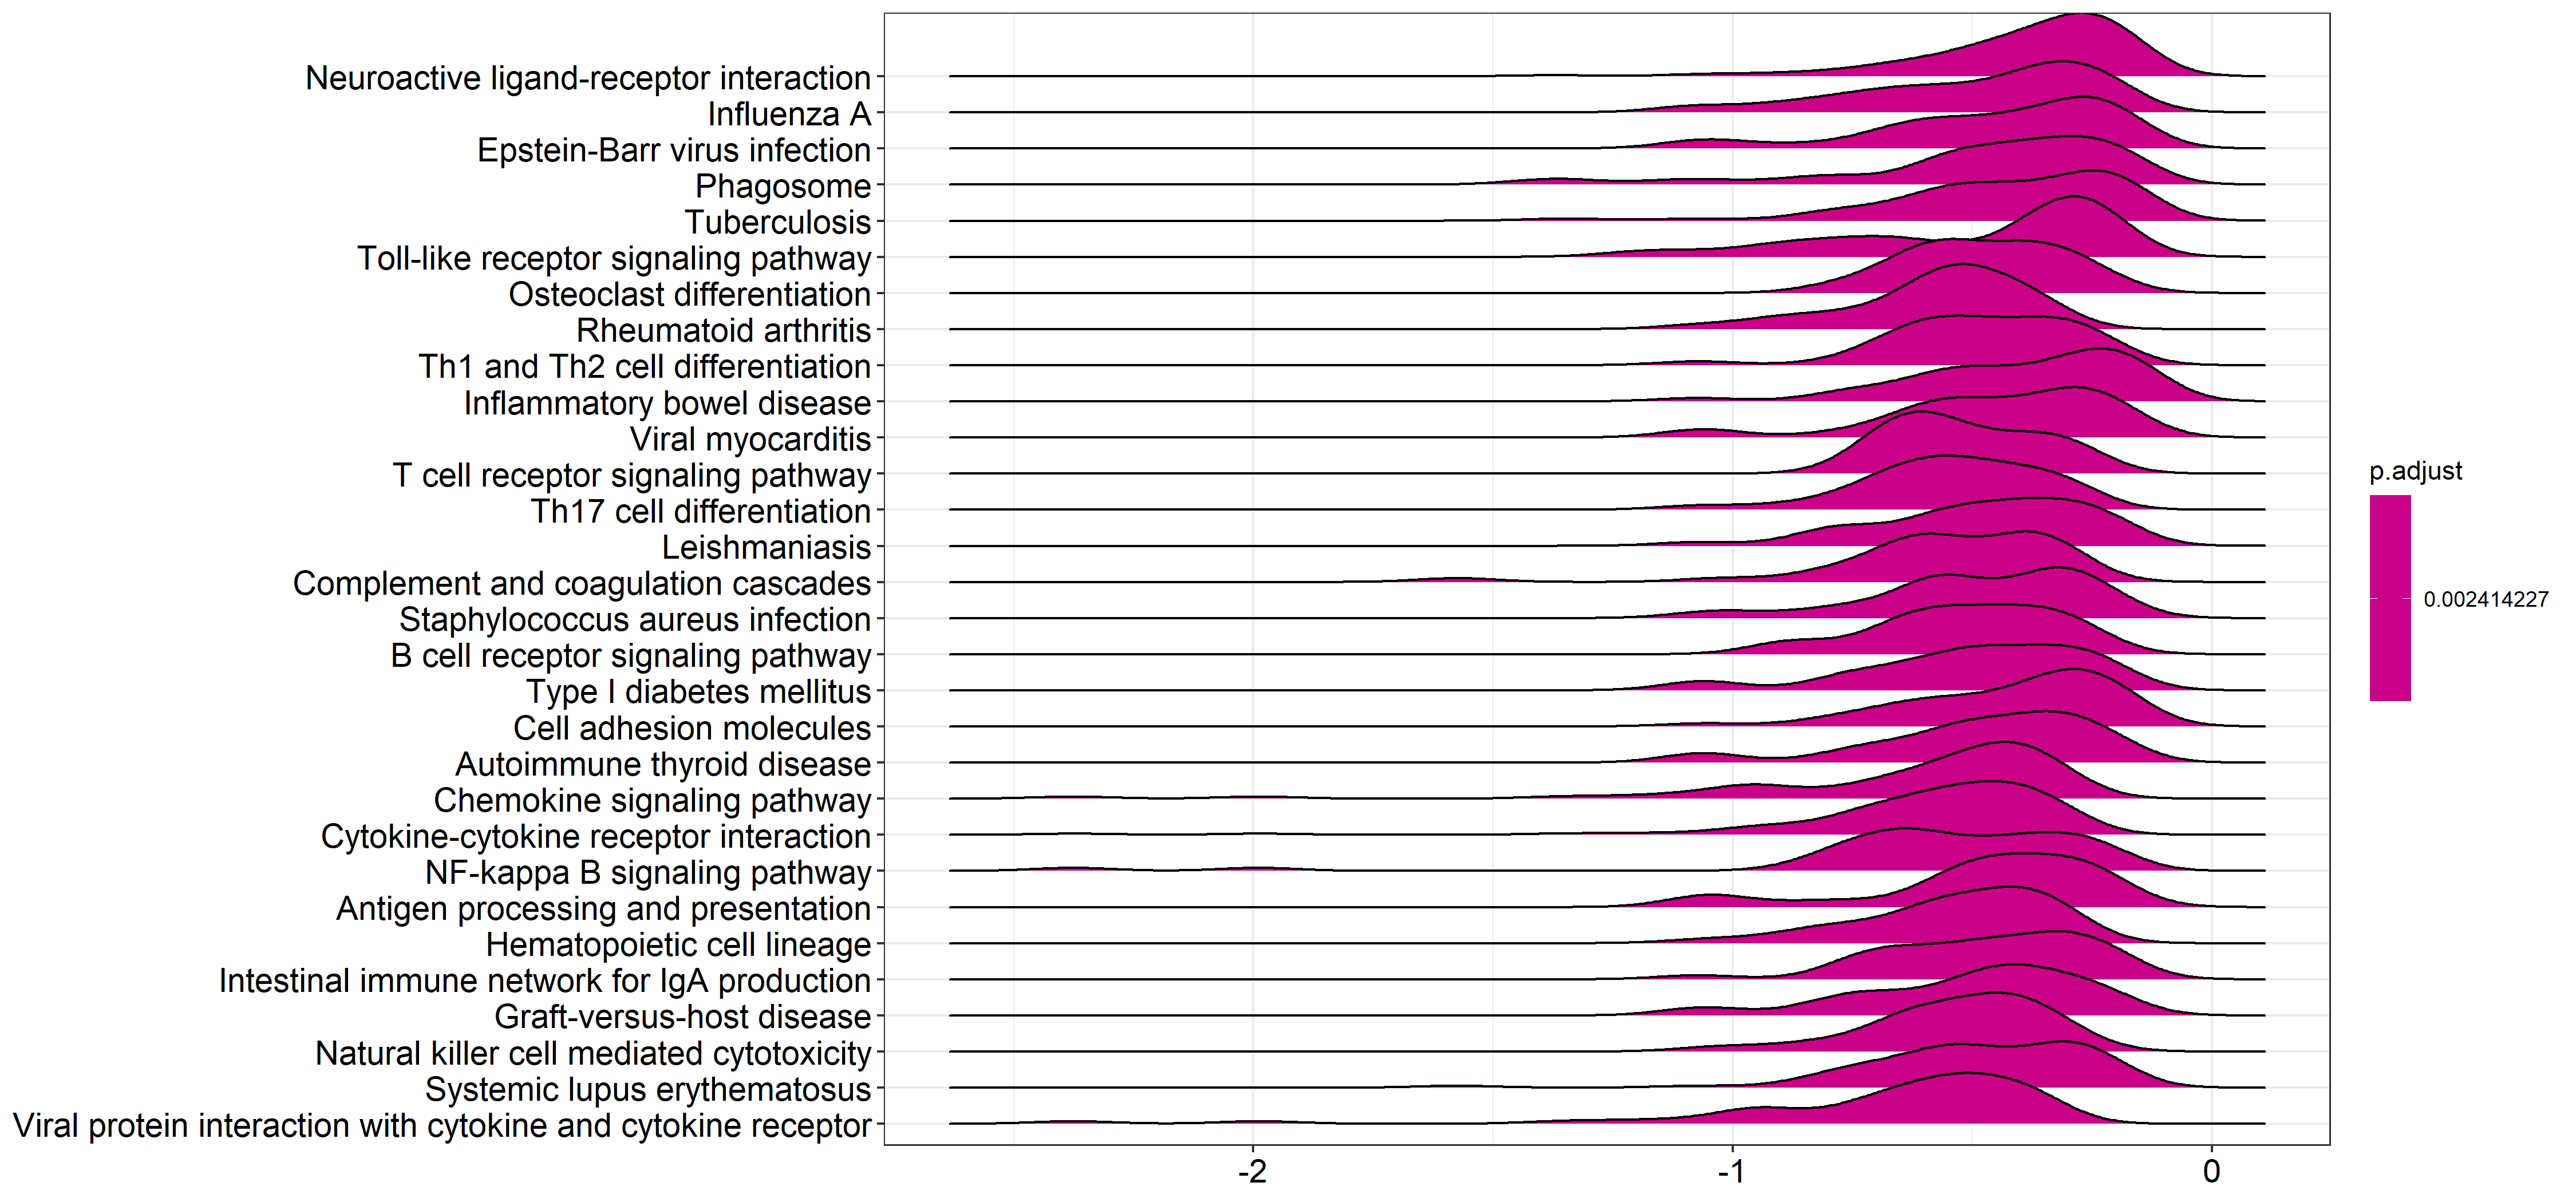 Neuroactive ligand-receptor interaction
Influenza A
Epstein-Barr virus infection
Phagosome
Tuberculosis
Toll-like receptor signaling pathway
Osteoclast differentiation
Rheumatoid arthritis
Th1 and Th2 cell differentiation
Inflammatory bowel disease
Viral myocarditis
T cell receptor signaling pathway
Th17 cell differentiation
Leishmaniasis
Complement and coagulation cascades
Staphylococcus aureus infection
B cell receptor signaling pathway
Type I diabetes mellitus
Cell adhesion molecules
Autoimmune thyroid disease
Chemokine signaling pathway
Cytokine-cytokine receptor interaction
NF-kappa B signaling pathway
Antigen processing and presentation
Hematopoietic cell lineage
Intestinal immune network for IgA production
Graft-versus-host disease
Natural killer cell mediated cytotoxicity
Systemic lupus erythematosus
Viral protein interaction with cytokine and cytokine receptor
-2 -1 0
p.adjust
0.002414227